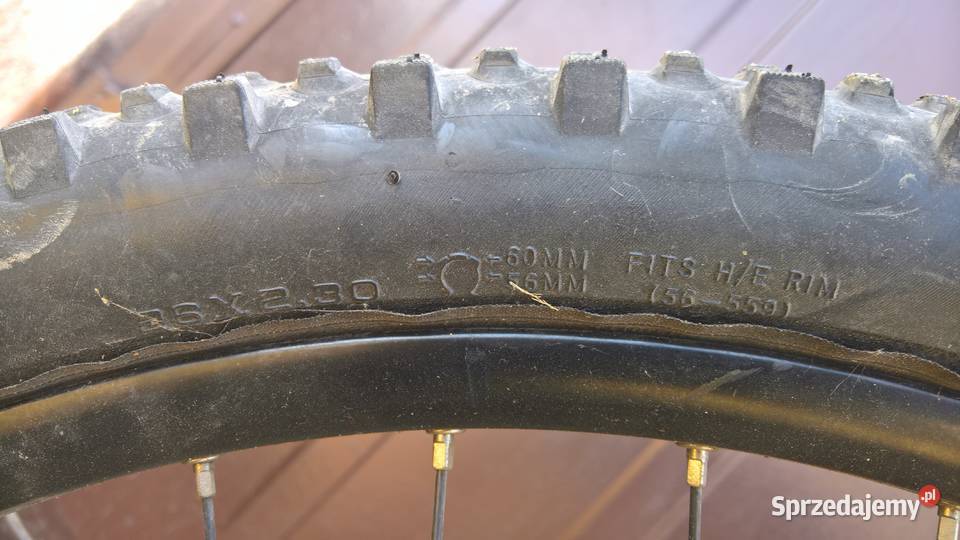 26X2.30
60MM
56MM
FITS H/E RIM
(56-559)
Sprzedajemy.pl